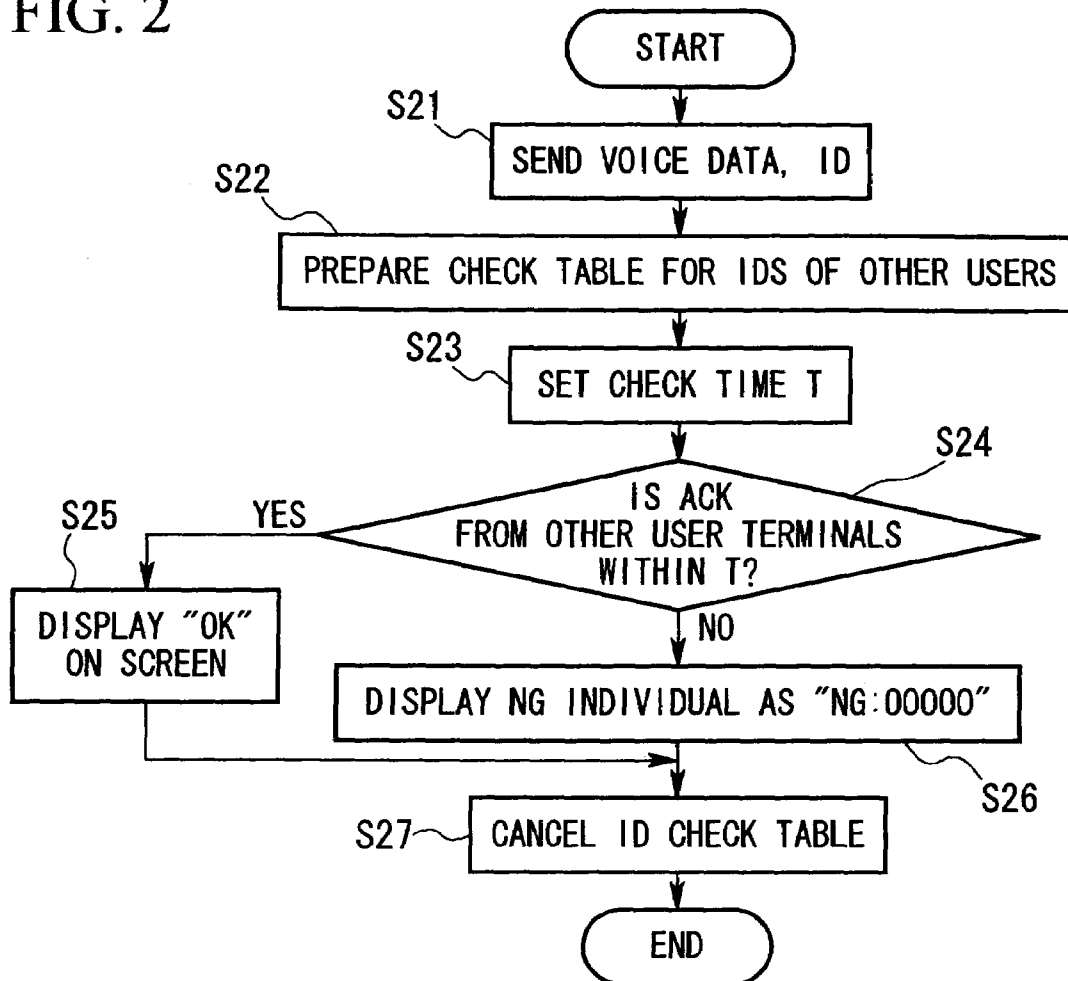 FIG. 2
START
S21
SEND VOICE DATA, ID
S22
PREPARE CHECK TABLE FOR IDS OF OTHER USERS
S23
SET CHECK TIME T
S24
IS ACK
FROM OTHER USER TERMINALS
WITHIN T?
YES
S25
DISPLAY "OK"
ON SCREEN
NO
DISPLAY NG INDIVIDUAL AS "NG:OOOOO"
S26
S27
CANCEL ID CHECK TABLE
END